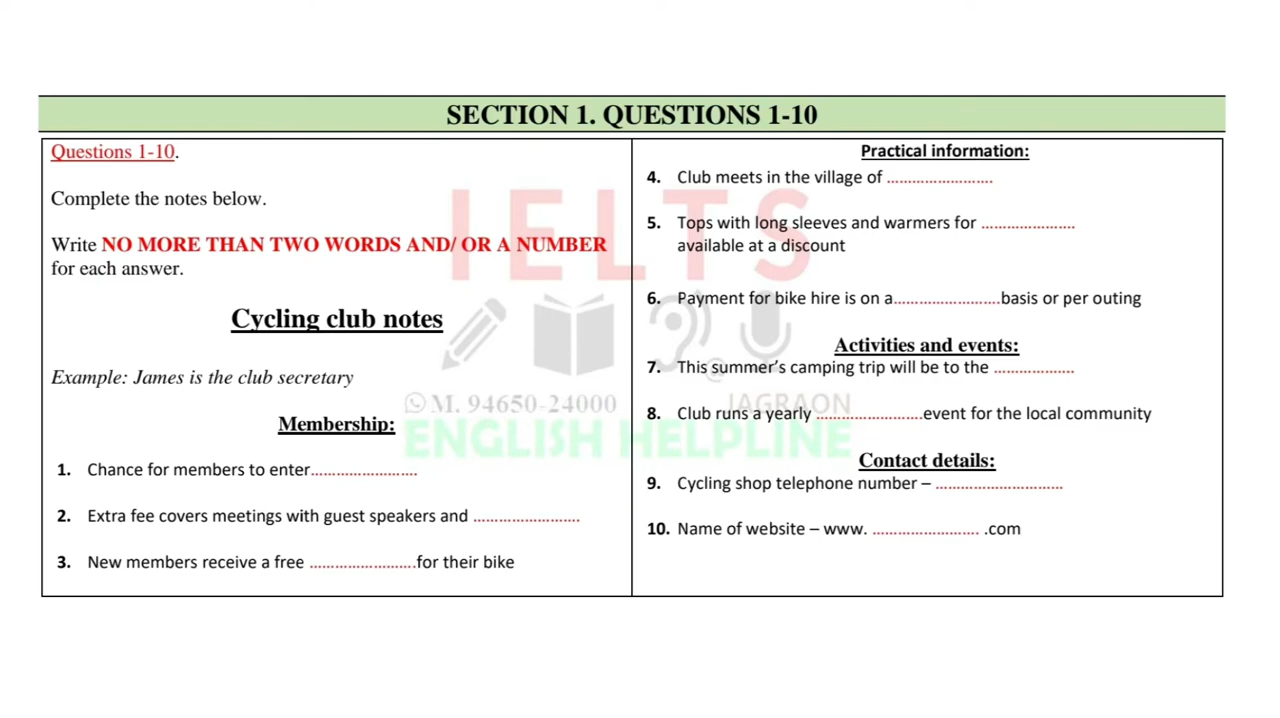 SECTION 1. QUESTIONS 1-10
Questions 1-10.
Complete the notes below.
Write NO MORE THAN TWO WORDS AND/ OR A NUMBER
for each answer.
Cycling club notes
Example: James is the club secretary
Membership:
1. Chance for members to enter…………………….
2. Extra fee covers meetings with guest speakers and …………………….
3. New members receive a free …………………….for their bike
Practical information:
4. Club meets in the village of …………………….
5. Tops with long sleeves and warmers for ………………….
available at a discount
6. Payment for bike hire is on a…………………….basis or per outing
Activities and events:
7. This summer’s camping trip will be to the ……………….
8. Club runs a yearly …………………….event for the local community
Contact details:
9. Cycling shop telephone number – ………………………….
10. Name of website – www. ……………………. .com
IELTS
@ JAGRAON
M. 94650-24000
ENGLISH HELPLINE